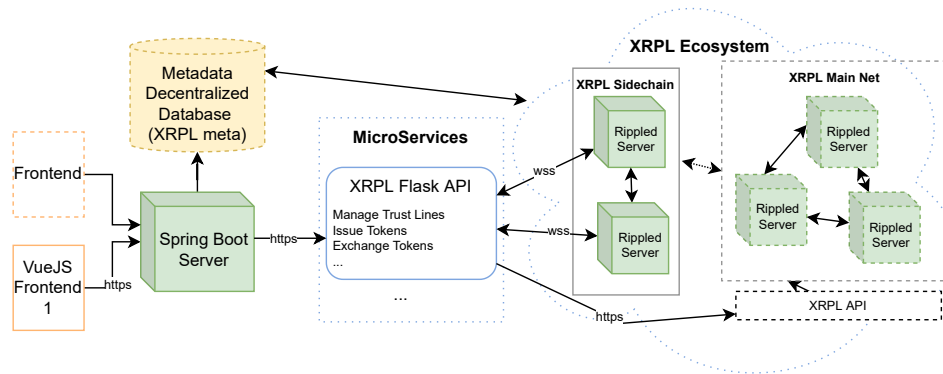 XRPL Ecosystem
Metadata
Decentralized
Database
(XRPL meta)
XRPL Sidechain
XRPL Main Net
Rippled
Server
Rippled
Server
MicroServices
Frontend
wss
XRPL Flask API
Manage Trust Lines
Issue Tokens
Exchange Tokens
...
Rippled
Server
Rippled
Server
Spring Boot
Server
https
wss
Rippled
Server
VueJS
Frontend
1
https
...
https
XRPL API